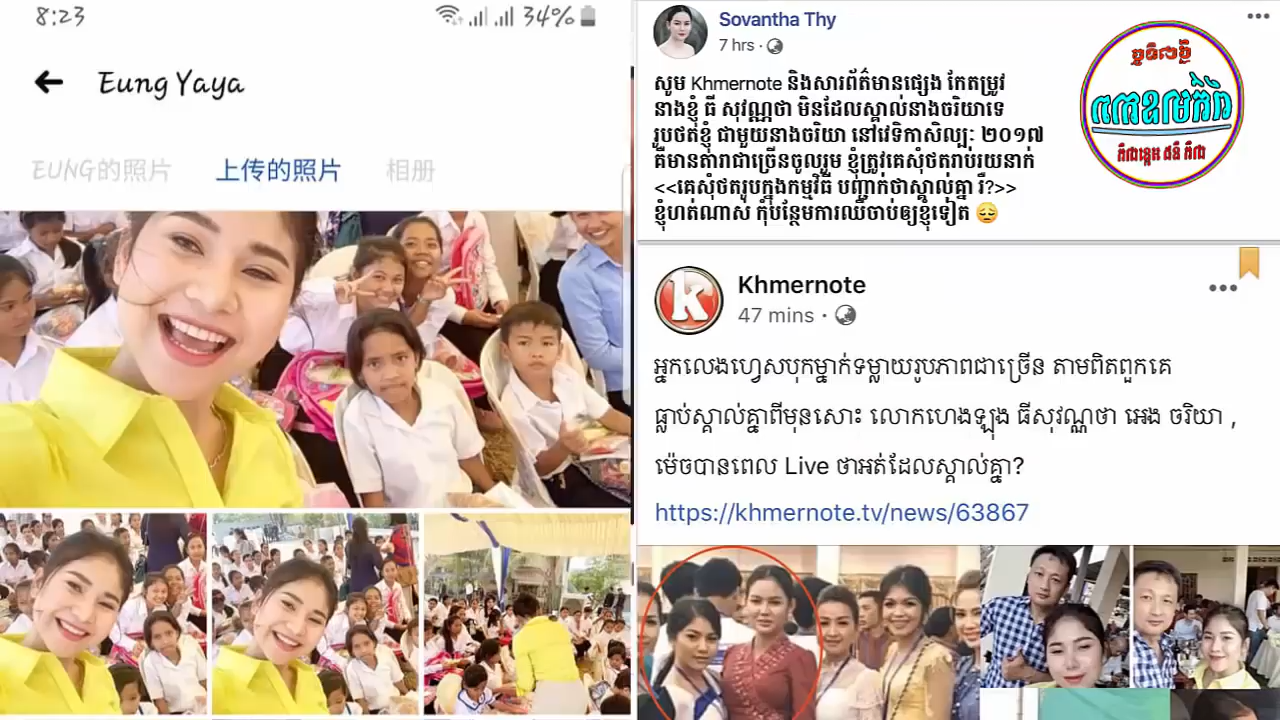 8:23
34%
Eung Yaya
EUNG的照片
上传的照片
相册
Sovantha Thy
7 hrs ·
សូម Khmernote និងសារព័ត៌មានផ្សេង កែតម្រូវ
នាងខ្ញុំ ធី សុវណ្ណថា មិនដែលស្គាល់នាងចរិយាទេ
រូបថតខ្ញុំ ជាមួយនាងចរិយា នៅវេទិកាសិល្បៈ ២០១៧
គឺមានតារាជាច្រើនចូលរួម ខ្ញុំត្រូវគេសុំថតរាប់រយនាក់
<<គេសុំថតរូបក្នុងកម្មវិធី បញ្ជាក់ថាស្គាល់គ្នា រឺ?>>
ខ្ញុំហត់ណាស់ កុំបន្ថែមការឈឺចាប់ឲ្យខ្ញុំទៀត 😔
Khmernote
47 mins ·
អ្នកលេងហ្វេសបុកម្នាក់ទម្លាយរូបភាពជាច្រើន តាមពិតពួកគេ
ធ្លាប់ស្គាល់គ្នាពីមុនសោះ លោកហេងឡុង ធីសុវណ្ណថា អេង ចរិយា ,
ម៉េចបានពេល Live ថាអត់ដែលស្គាល់គ្នា?
https://khmernote.tv/news/63867